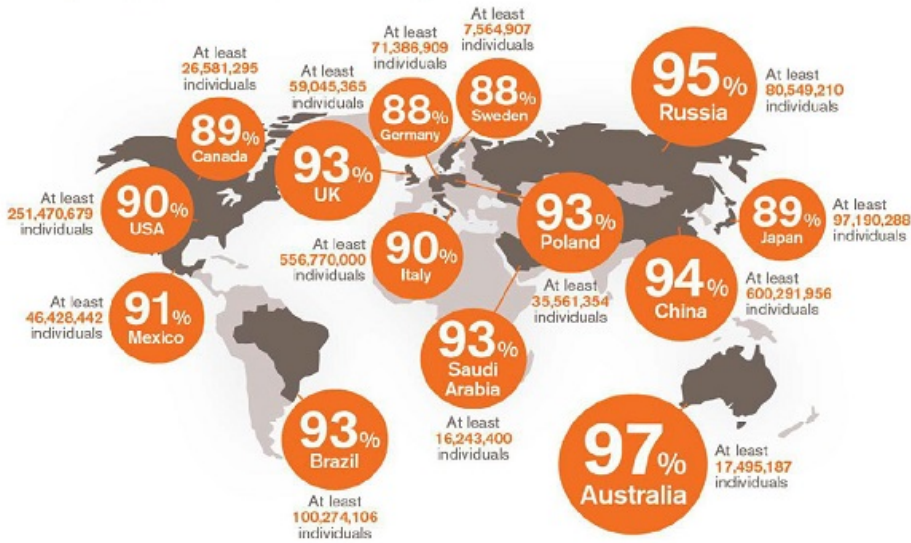 At least
7,564,907
individuals
88%
Sweden
At least
71,386,909
individuals
88%
Germany
At least
26,581,295
individuals
89%
Canada
At least
59,045,365
individuals
93%
UK
95%
Russia
At least
80,549,210
individuals
At least
251,470,679
individuals
90%
USA
At least
556,770,000
individuals
90%
Italy
93%
Poland
At least
35,561,354
individuals
89%
Japan
At least
97,190,288
individuals
At least
46,428,442
individuals
91%
Mexico
94%
China
At least
600,291,956
individuals
93%
Saudi
Arabia
At least
16,243,400
individuals
93%
Brazil
At least
100,274,106
individuals
97%
Australia
At least
17,495,187
individuals